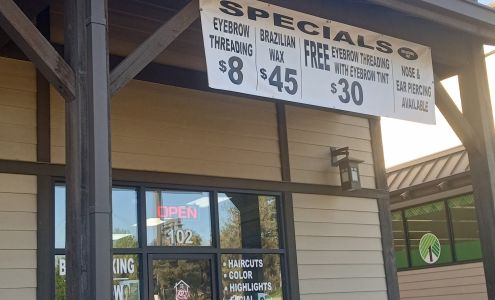 SPECIALS
EYEBROW
THREADING
$8
BRAZILIAN
WAX
$45
FREE EYEBROW THREADING
WITH EYEBROW TINT
$30
NOSE &
EAR PIERCING
AVAILABLE
OPEN
102
• HAIRCUTS
• COLOR
• HIGHLIGHTS